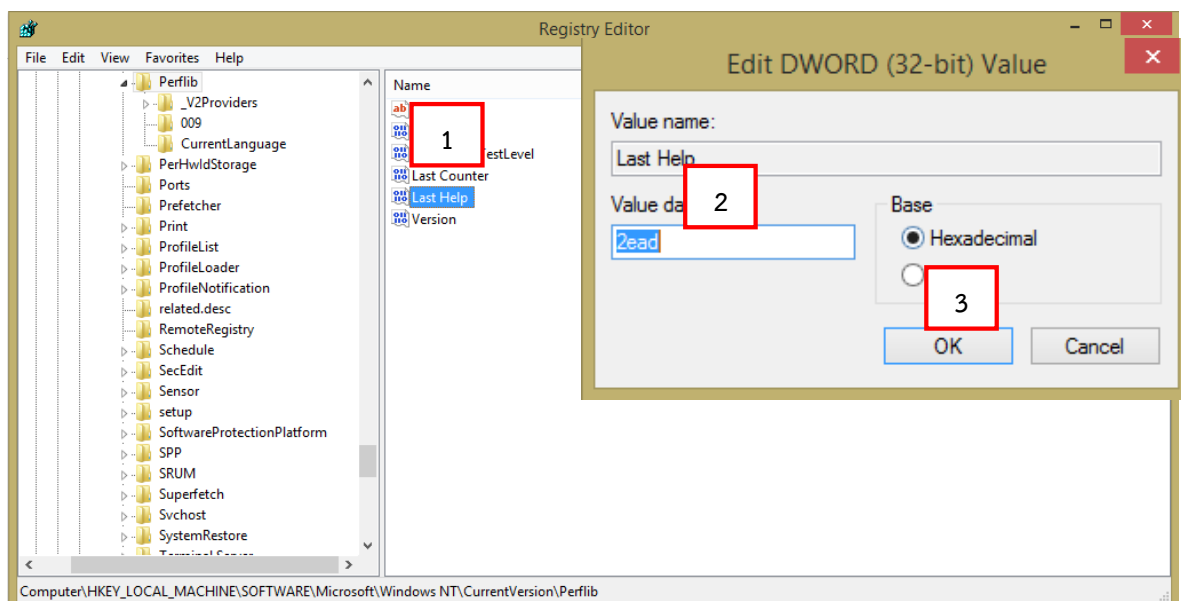 Registry Editor
File Edit View Favorites Help
Perflib
_V2Providers
009
CurrentLanguage
PerHwIdStorage
Ports
Prefetcher
Print
ProfileList
ProfileLoader
ProfileNotification
related.desc
RemoteRegistry
Schedule
SecEdit
Sensor
setup
SoftwareProtectionPlatform
SPP
SRUM
Superfetch
Svchost
SystemRestore
Name
ab
1
estLevel
Last Counter
Last Help
Version
Edit DWORD (32-bit) Value
Value name:
Last Help
Value da
2
2ead
Base
Hexadecimal
3
OK Cancel
Computer\HKEY_LOCAL_MACHINE\SOFTWARE\Microsoft\Windows NT\CurrentVersion\Perflib